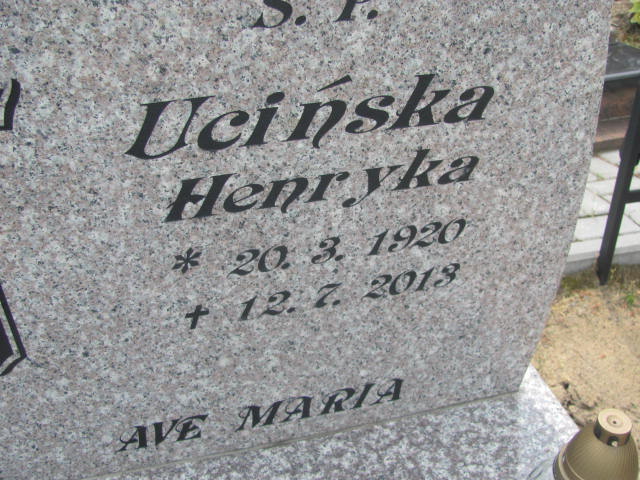 Ś. P.
Ucińska
Henryka
* 20. 3. 1920
+ 12. 7. 2013
AVE MARIA